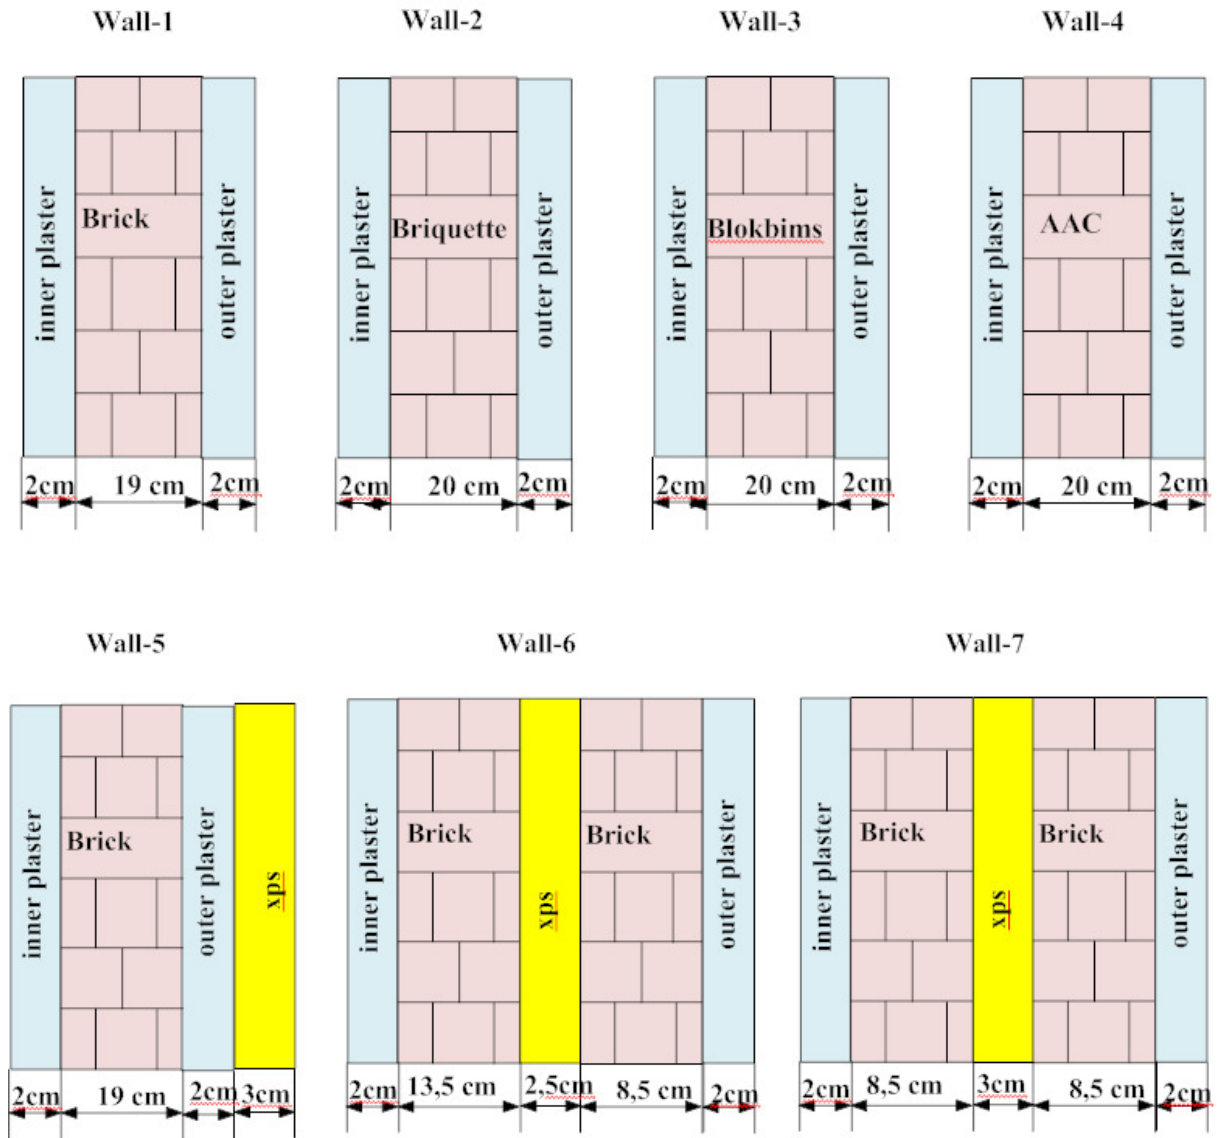 Wall-1
Wall-2
Wall-3
Wall-4
inner plaster
Brick
outer plaster
inner plaster
Briquette
outer plaster
inner plaster
Blokbims
outer plaster
inner plaster
AAC
outer plaster
2cm
19 cm
2cm
2cm
20 cm
2cm
2cm
20 cm
2cm
2cm
20 cm
2cm
Wall-5
Wall-6
Wall-7
inner plaster
Brick
outer plaster
xps
inner plaster
Brick
xps
Brick
outer plaster
inner plaster
Brick
xps
Brick
outer plaster
2cm
19 cm
2cm
3cm
2cm
13,5 cm
2,5cm
8,5 cm
2cm
2cm
8,5 cm
3cm
8,5 cm
2cm